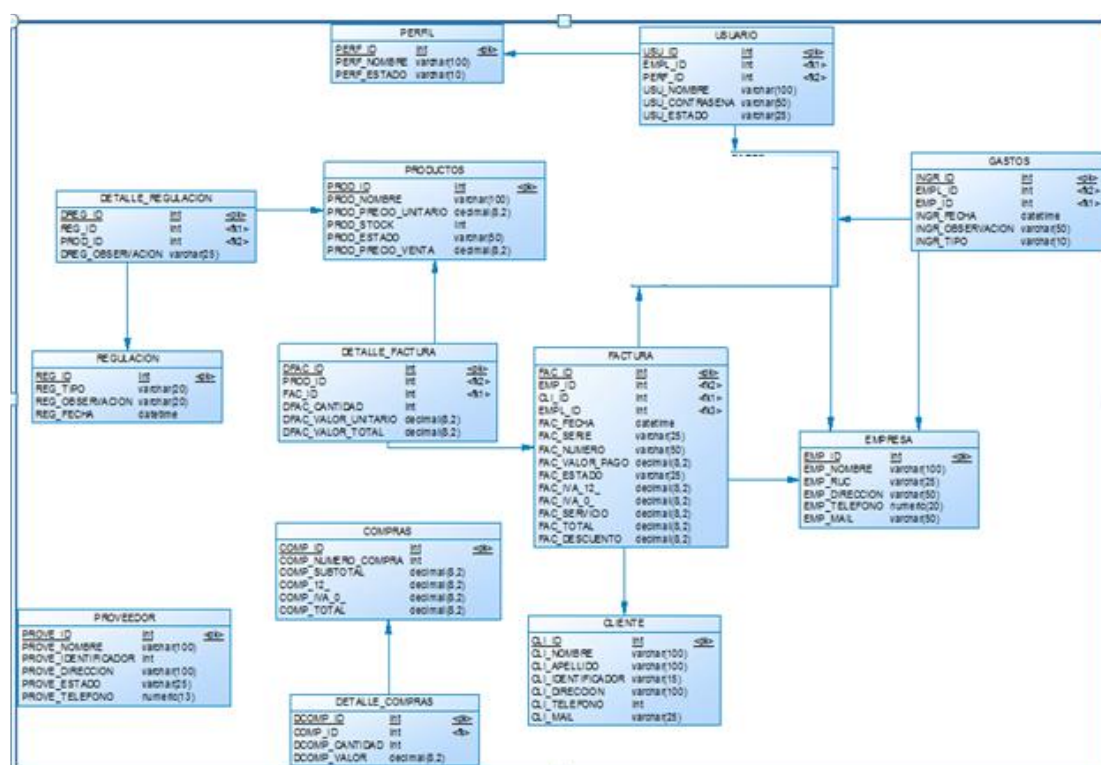 PERFIL
PERF_ID int <pk>
PERF_NOMBRE varchar(100)
PERF_ESTADO varchar(10)
USUARIO
USU_ID int <pk>
EMPL_ID int <fk1>
PERF_ID int <fk2>
USU_NOMBRE varchar(100)
USU_CONTRASENA varchar(50)
USU_ESTADO varchar(25)
PRODUCTOS
PROD_ID int <pk>
PROD_NOMBRE varchar(100)
PROD_PRECIO_UNITARIO decimal(8,2)
PROD_STOCK int
PROD_ESTADO varchar(50)
PROD_PRECIO_VENTA decimal(8,2)
GASTOS
INGR_ID int <pk>
EMPL_ID int <fk2>
EMP_ID int <fk1>
INGR_FECHA datetime
INGR_OBSERVACION varchar(50)
INGR_TIPO varchar(10)
DETALLE_REGULACION
DREG_ID int <pk>
REG_ID int <fk1>
PROD_ID int <fk2>
DREG_OBSERVACION varchar(25)
REGULACION
REG_ID int <pk>
REG_TIPO varchar(20)
REG_OBSERVACION varchar(20)
REG_FECHA datetime
DETALLE_FACTURA
DFAC_ID int <pk>
PROD_ID int <fk2>
FAC_ID int <fk1>
DFAC_CANTIDAD int
DFAC_VALOR_UNITARIO decimal(8,2)
DFAC_VALOR_TOTAL decimal(8,2)
FACTURA
FAC_ID int <pk>
EMP_ID int <fk2>
CLI_ID int <fk1>
EMPL_ID int <fk3>
FAC_FECHA datetime
FAC_SERIE varchar(25)
FAC_NUMERO varchar(50)
FAC_VALOR_PAGO decimal(8,2)
FAC_ESTADO varchar(25)
FAC_IVA_12_ decimal(8,2)
FAC_IVA_0_ decimal(8,2)
FAC_SERVICIO decimal(8,2)
FAC_TOTAL decimal(8,2)
FAC_DESCUENTO decimal(8,2)
EMPRESA
EMP_ID int <pk>
EMP_NOMBRE varchar(100)
EMP_RUC varchar(25)
EMP_DIRECCION varchar(50)
EMP_TELEFONO numeric(20)
EMP_MAIL varchar(50)
COMPRAS
COMP_ID int <pk>
COMP_NUMERO_COMPRA int
COMP_SUBTOTAL decimal(8,2)
COMP_12_ decimal(8,2)
COMP_IVA_0_ decimal(8,2)
COMP_TOTAL decimal(8,2)
PROVEEDOR
PROVE_ID int <pk>
PROVE_NOMBRE varchar(100)
PROVE_IDENTIFICADOR int
PROVE_DIRECCION varchar(100)
PROVE_ESTADO varchar(25)
PROVE_TELEFONO numeric(13)
CLIENTE
CLI_ID int <pk>
CLI_NOMBRE varchar(100)
CLI_APELLIDO varchar(100)
CLI_IDENTIFICADOR varchar(15)
CLI_DIRECCION varchar(100)
CLI_TELEFONO int
CLI_MAIL varchar(25)
DETALLE_COMPRAS
DCOMP_ID int <pk>
COMP_ID int <fk>
DCOMP_CANTIDAD int
DCOMP_VALOR decimal(8,2)